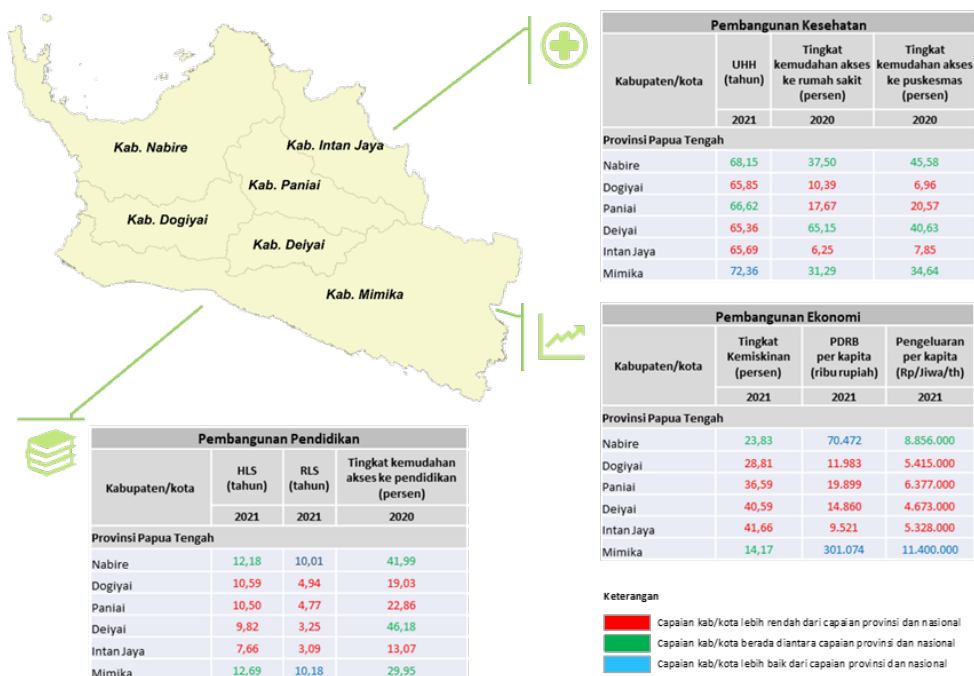 Kab. Nabire
Kab. Intan Jaya
Kab. Paniai
Kab. Dogiyai
Kab. Deiyai
Kab. Mimika
Pembangunan Kesehatan
Kabupaten/kota
UHH
(tahun)
Tingkat
kemudahan akses
ke rumah sakit
(persen)
Tingkat
kemudahan akses
ke puskesmas
(persen)
2021 2020 2020
Provinsi Papua Tengah
Nabire 68,15 37,50 45,58
Dogiyai 65,85 10,39 6,96
Paniai 66,62 17,67 20,57
Deiyai 65,36 65,15 40,63
Intan Jaya 65,69 6,25 7,85
Mimika 72,36 31,29 34,64
Pembangunan Ekonomi
Kabupaten/kota
Tingkat
Kemiskinan
(persen)
PDRB
per kapita
(ribu rupiah)
Pengeluaran
per kapita
(Rp/Jiwa/th)
2021 2021 2021
Provinsi Papua Tengah
Nabire 23,83 70.472 8.856.000
Dogiyai 28,81 11.983 5.415.000
Paniai 36,59 19.899 6.377.000
Deiyai 40,59 14.860 4.673.000
Intan Jaya 41,66 9.521 5.328.000
Mimika 14,17 301.074 11.400.000
Pembangunan Pendidikan
Kabupaten/kota
HLS
(tahun)
RLS
(tahun)
Tingkat kemudahan
akses ke pendidikan
(persen)
2021 2021 2020
Provinsi Papua Tengah
Nabire 12,18 10,01 41,99
Dogiyai 10,59 4,94 19,03
Paniai 10,50 4,77 22,86
Deiyai 9,82 3,25 46,18
Intan Jaya 7,66 3,09 13,07
Mimika 12,69 10,18 29,95
Keterangan
Capaian kab/kota lebih rendah dari capaian provinsi dan nasional
Capaian kab/kota berada diantara capaian provinsi dan nasional
Capaian kab/kota lebih baik dari capaian provinsi dan nasional